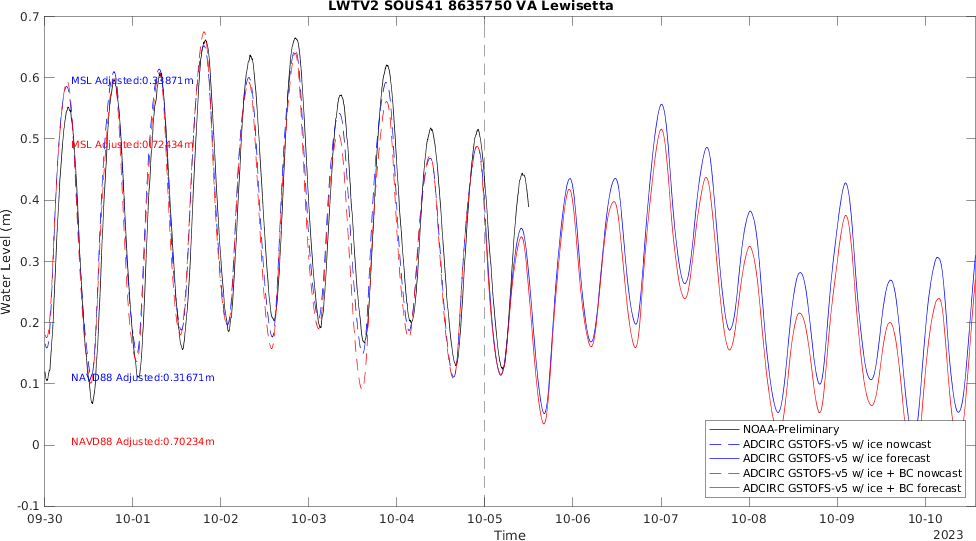 LWTV2 SOUS41 8635750 VA Lewisetta
0.7
0.6
0.5
0.4
0.3
0.2
0.1
0
-0.1
Water Level (m)
MSL Adjusted:0.33871m
MSL Adjusted:0.72434m
NAVD88 Adjusted:0.31671m
NAVD88 Adjusted:0.70234m
NOAA-Preliminary
ADCIRC GSTOFS-v5 w/ ice nowcast
ADCIRC GSTOFS-v5 w/ ice forecast
ADCIRC GSTOFS-v5 w/ ice + BC nowcast
ADCIRC GSTOFS-v5 w/ ice + BC forecast
09-30 10-01 10-02 10-03 10-04 10-05 10-06 10-07 10-08 10-09 10-10
Time
2023